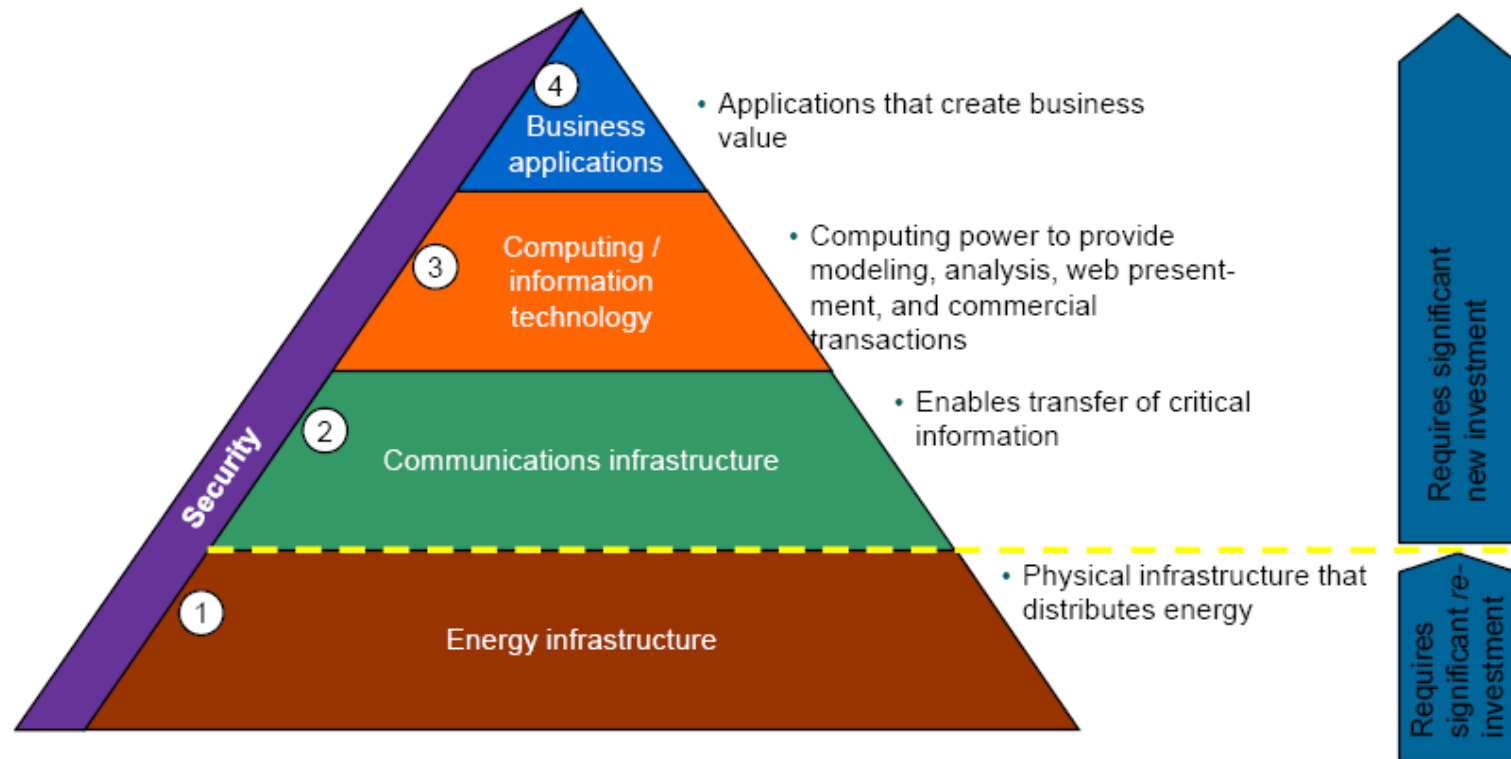 4
Business
applications
• Applications that create business
value
3
Computing /
information
technology
• Computing power to provide
modeling, analysis, web present-
ment, and commercial
transactions
2
Communications infrastructure
• Enables transfer of critical
information
Security
1
Energy infrastructure
• Physical infrastructure that
distributes energy
Requires significant
new investment
Requires
significant re-
investment